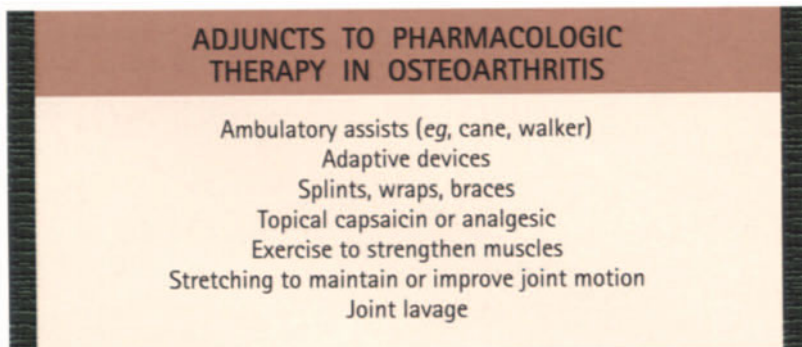 ADJUNCTS TO PHARMACOLOGIC
THERAPY IN OSTEOARTHRITIS
Ambulatory assists (eg, cane, walker)
Adaptive devices
Splints, wraps, braces
Topical capsaicin or analgesic
Exercise to strengthen muscles
Stretching to maintain or improve joint motion
Joint lavage